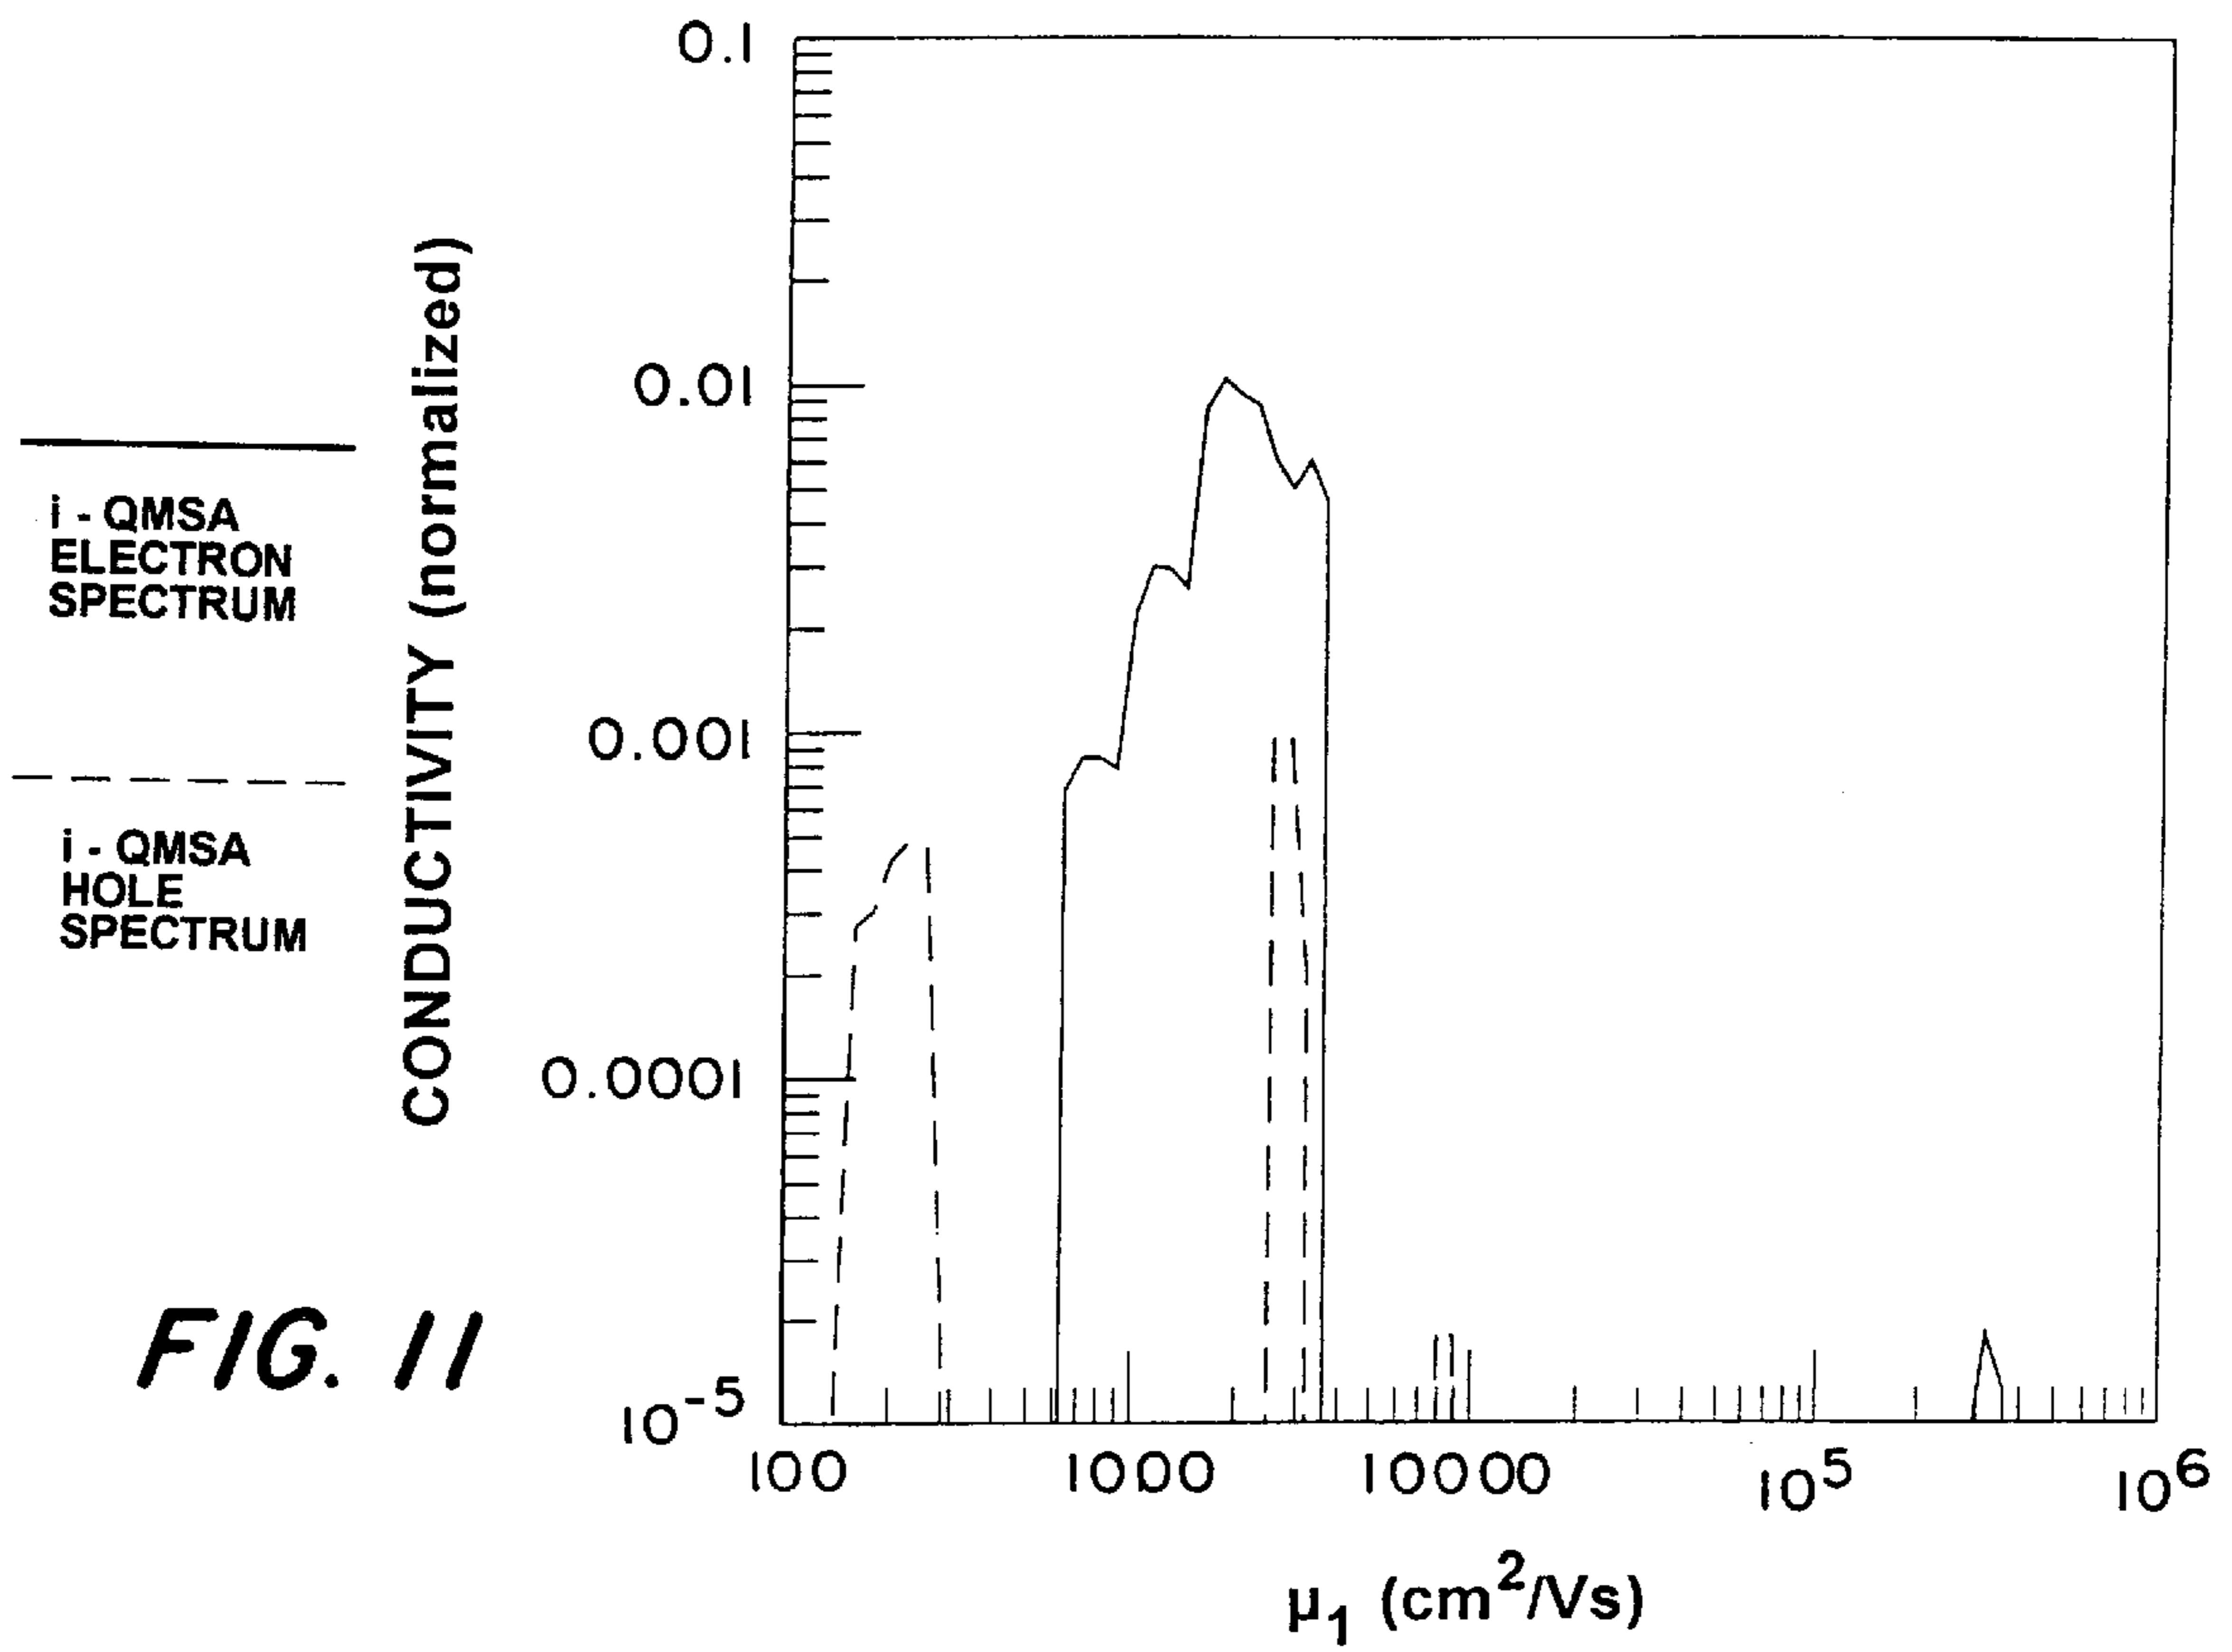 i - QMSA
ELECTRON
SPECTRUM
i - QMSA
HOLE
SPECTRUM
CONDUCTIVITY (normalized)
0.1
0.01
0.001
0.0001
10⁻⁵
100
1000
10000
10⁵
10⁶
μ₁ (cm²/Vs)
FIG. 11